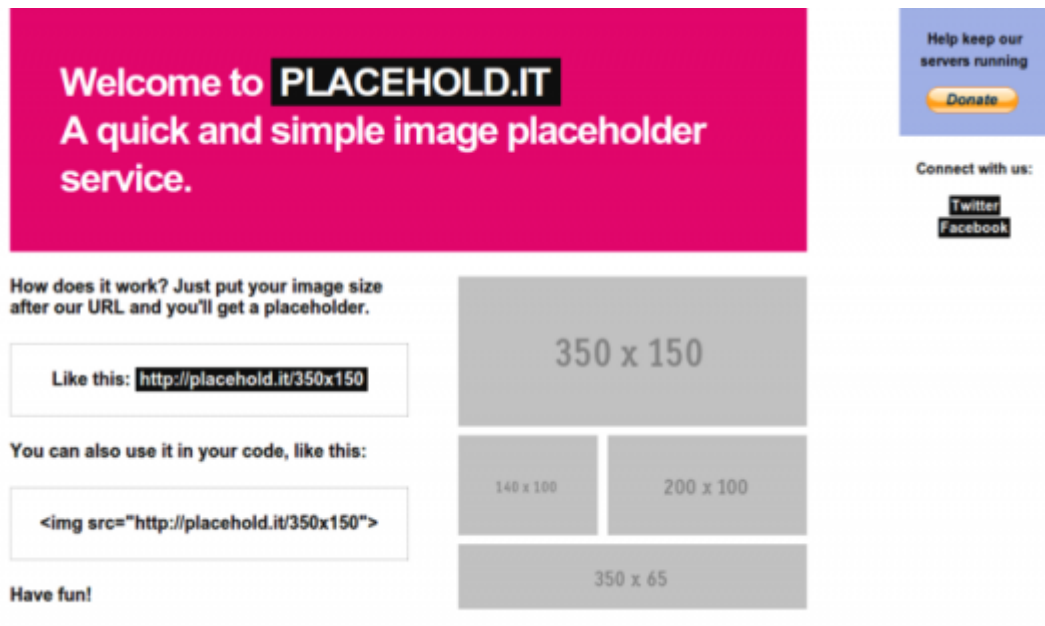 Welcome to PLACEHOLD.IT
A quick and simple image placeholder
service.
Help keep our
servers running
Donate
Connect with us:
Twitter
Facebook
How does it work? Just put your image size
after our URL and you'll get a placeholder.
Like this: http://placehold.it/350x150
You can also use it in your code, like this:
<img src="http://placehold.it/350x150">
Have fun!
350 x 150
140 x 100
200 x 100
350 x 65